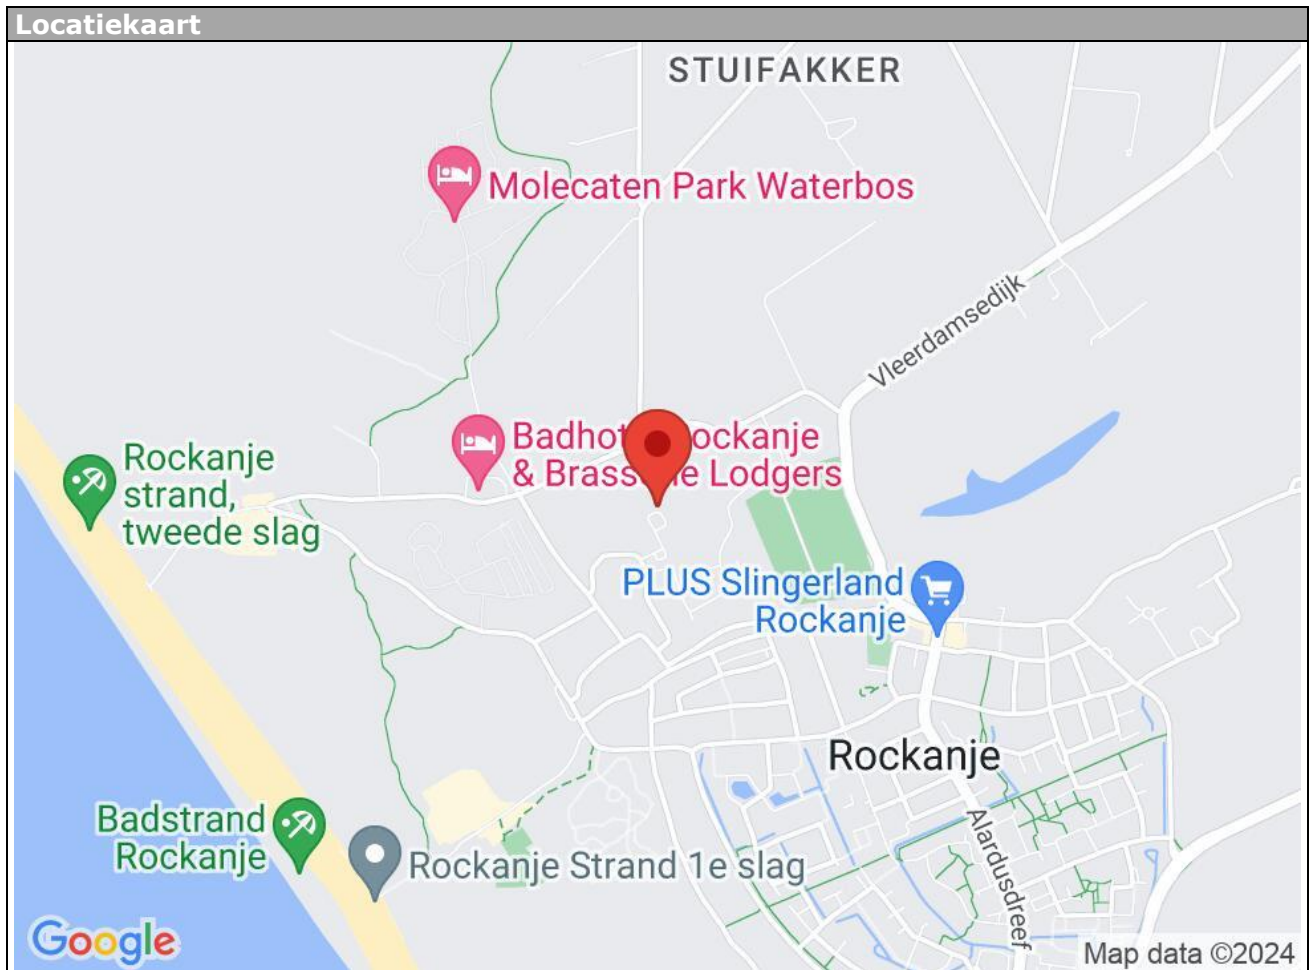 Locatiekaart
STUIFAKKER
Molecaten Park Waterbos
Vleerdamsedijk
Badhot ockanje
& Brass ie Lodgers
Rockanje
strand,
tweede slag
PLUS Slingerland
Rockanje
Rockanje
Badstrand
Rockanje
Rockanje Strand 1e slag
Alardusdreef
Google
Map data ©2024